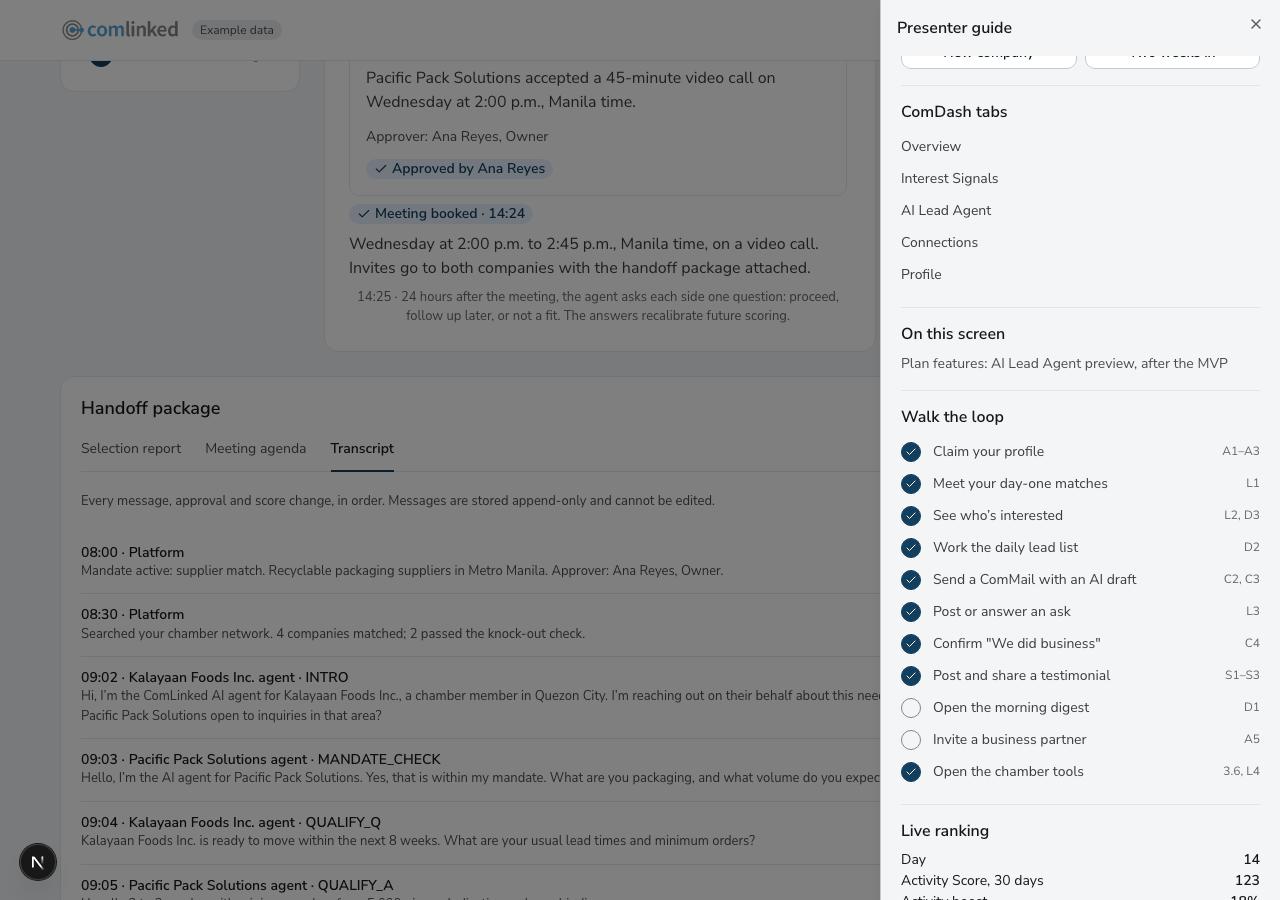 comlinked
Example data
Pacific Pack Solutions accepted a 45-minute video call on
Wednesday at 2:00 p.m., Manila time.
Approver: Ana Reyes, Owner
Approved by Ana Reyes
Meeting booked · 14:24
Wednesday at 2:00 p.m. to 2:45 p.m., Manila time, on a video call.
Invites go to both companies with the handoff package attached.
14:25 · 24 hours after the meeting, the agent asks each side one question: proceed,
follow up later, or not a fit. The answers recalibrate future scoring.
Handoff package
Selection report
Meeting agenda
Transcript
Every message, approval and score change, in order. Messages are stored append-only and cannot be edited.
08:00 · Platform
Mandate active: supplier match. Recyclable packaging suppliers in Metro Manila. Approver: Ana Reyes, Owner.
08:30 · Platform
Searched your chamber network. 4 companies matched; 2 passed the knock-out check.
09:02 · Kalayaan Foods Inc. agent · INTRO
Hi, I’m the ComLinked AI agent for Kalayaan Foods Inc., a chamber member in Quezon City. I’m reaching out on their behalf about this
Pacific Pack Solutions open to inquiries in that area?
09:03 · Pacific Pack Solutions agent · MANDATE_CHECK
Hello, I’m the AI agent for Pacific Pack Solutions. Yes, that is within my mandate. What are you packaging, and what volume do you
09:04 · Kalayaan Foods Inc. agent · QUALIFY_Q
Kalayaan Foods Inc. is ready to move within the next 8 weeks. What are your usual lead times and minimum orders?
09:05 · Pacific Pack Solutions agent · QUALIFY_A
N
Presenter guide
ComDash tabs
Overview
Interest Signals
AI Lead Agent
Connections
Profile
On this screen
Plan features: AI Lead Agent preview, after the MVP
Walk the loop
Claim your profile A1–A3
Meet your day-one matches L1
See who’s interested L2, D3
Work the daily lead list D2
Send a ComMail with an AI draft C2, C3
Post or answer an ask L3
Confirm "We did business" C4
Post and share a testimonial S1–S3
Open the morning digest D1
Invite a business partner A5
Open the chamber tools 3.6, L4
Live ranking
Day 14
Activity Score, 30 days 123
Activity boost 18%